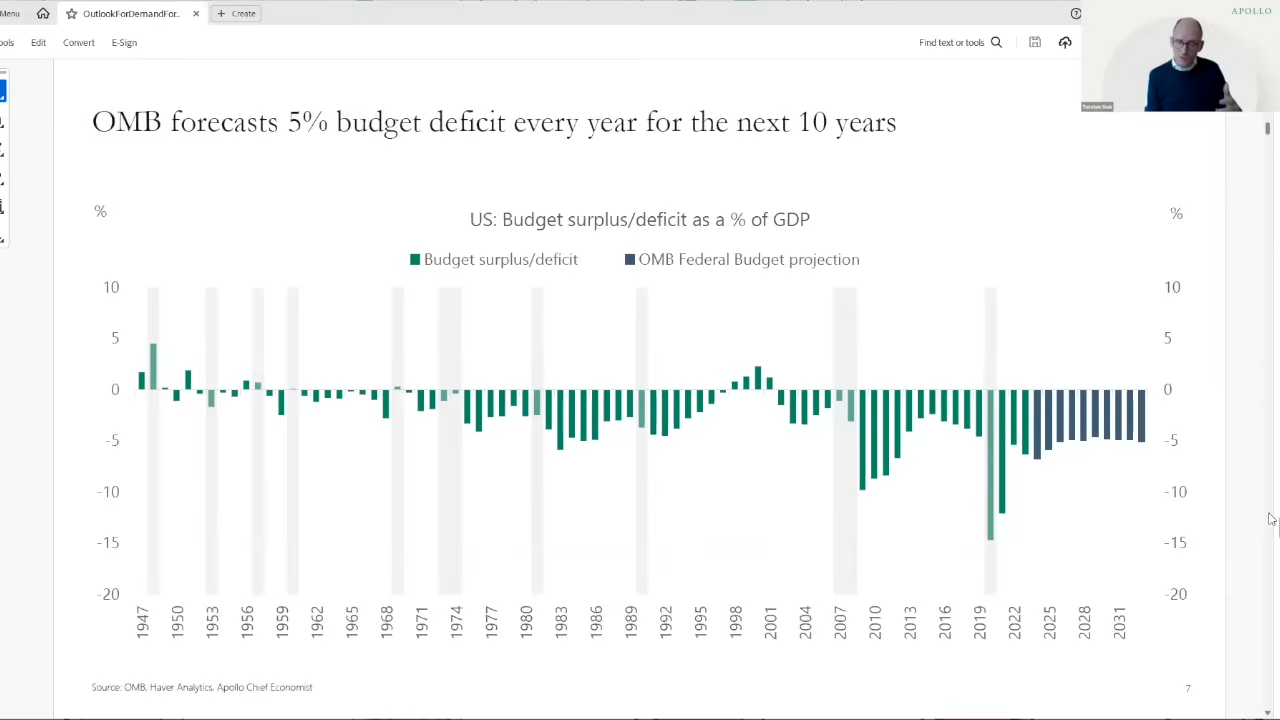 Menu
OutlookForDemandFor...
×
+ Create
?
APOLLO
ools
Edit
Convert
E-Sign
Find text or tools
Torsten Slok
OMB forecasts 5% budget deficit every year for the next 10 years
US: Budget surplus/deficit as a % of GDP
% %
Budget surplus/deficit OMB Federal Budget projection
10 10
5 5
0 0
-5 -5
-10 -10
-15 -15
-20 -20
1947 1950 1953 1956 1959 1962 1965 1968 1971 1974 1977 1980 1983 1986 1989 1992 1995 1998 2001 2004 2007 2010 2013 2016 2019 2022 2025 2028 2031
Source: OMB, Haver Analytics, Apollo Chief Economist
7